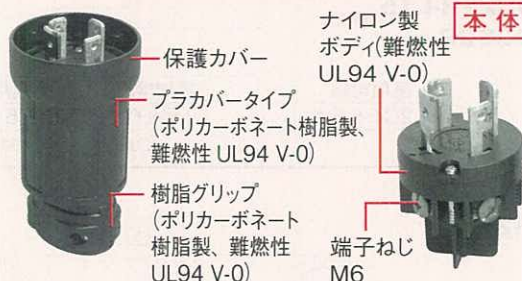 保護カバー
プラカバータイプ
(ポリカーボネート樹脂製、
難燃性 UL94 V-0)
樹脂グリップ
(ポリカーボネート
樹脂製、難燃性
UL94 V-0)
本体
ナイロン製
ボディ(難燃性
UL94 V-0)
端子ねじ
M6